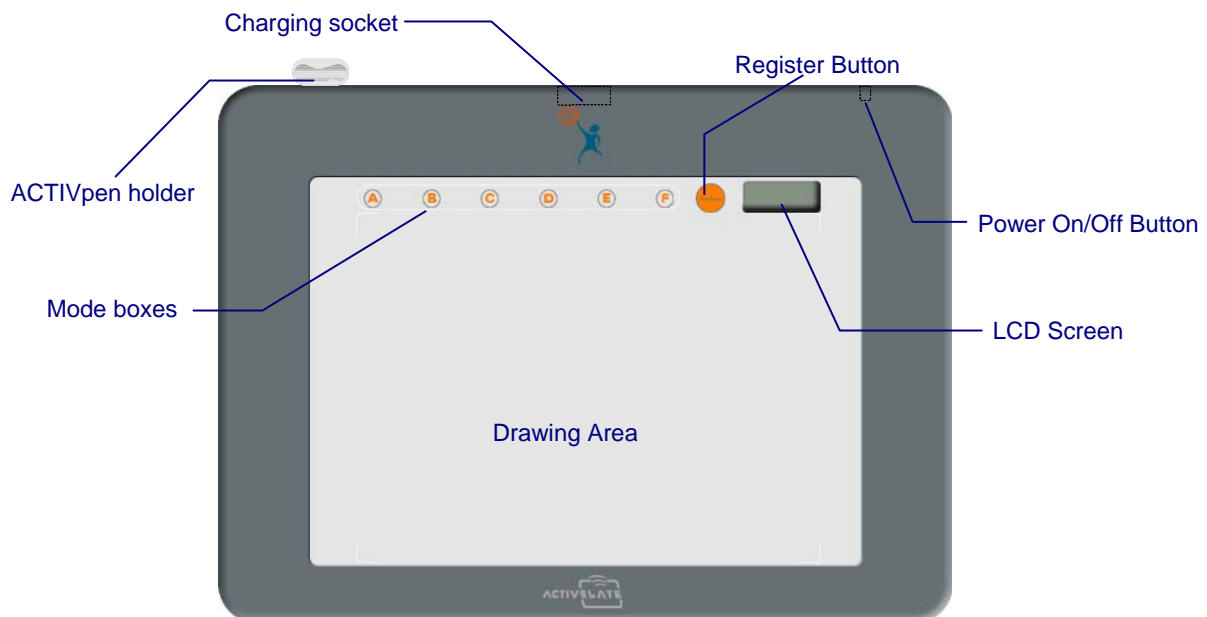 Charging socket
Register Button
ACTIVpen holder
A B C D E F
Power On/Off Button
Mode boxes
LCD Screen
Drawing Area
ACTIVSLATE